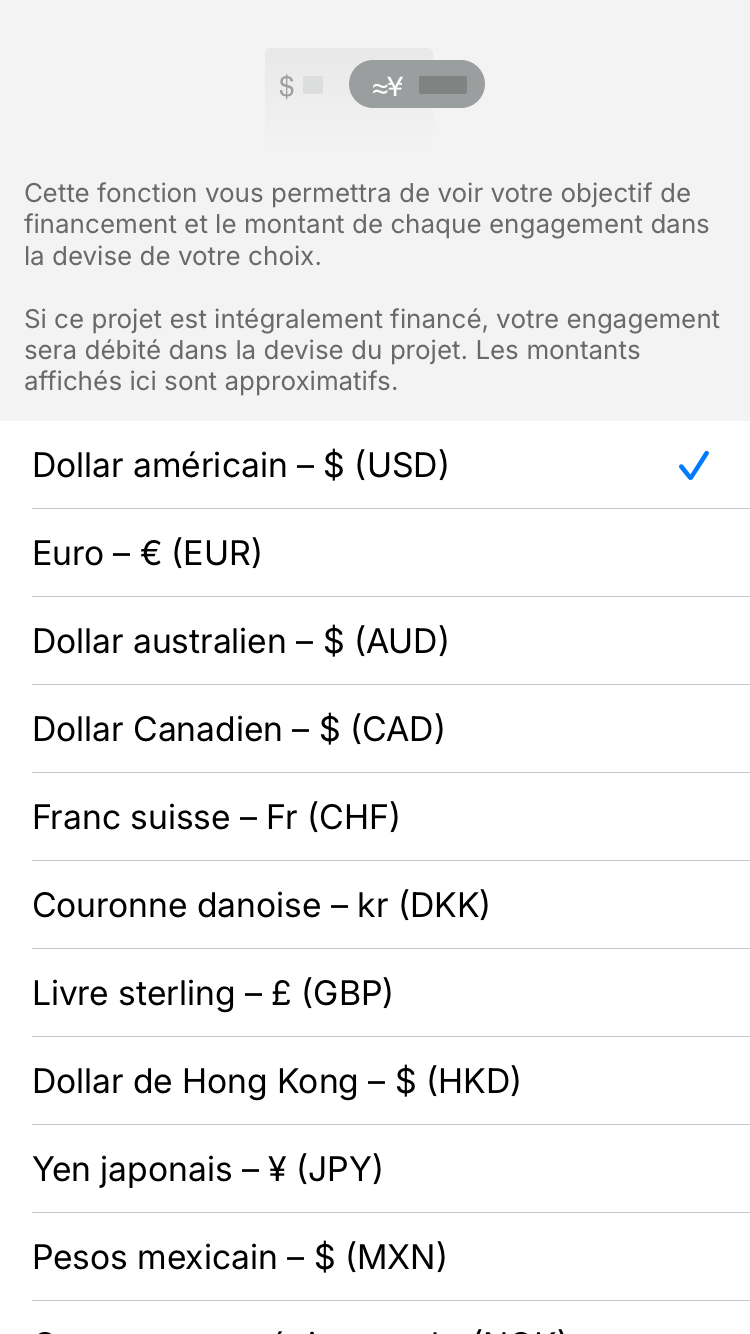 $ ≈¥
Cette fonction vous permettra de voir votre objectif de
financement et le montant de chaque engagement dans
la devise de votre choix.
Si ce projet est intégralement financé, votre engagement
sera débité dans la devise du projet. Les montants
affichés ici sont approximatifs.
Dollar américain – $ (USD)
Euro – € (EUR)
Dollar australien – $ (AUD)
Dollar Canadien – $ (CAD)
Franc suisse – Fr (CHF)
Couronne danoise – kr (DKK)
Livre sterling – £ (GBP)
Dollar de Hong Kong – $ (HKD)
Yen japonais – ¥ (JPY)
Pesos mexicain – $ (MXN)